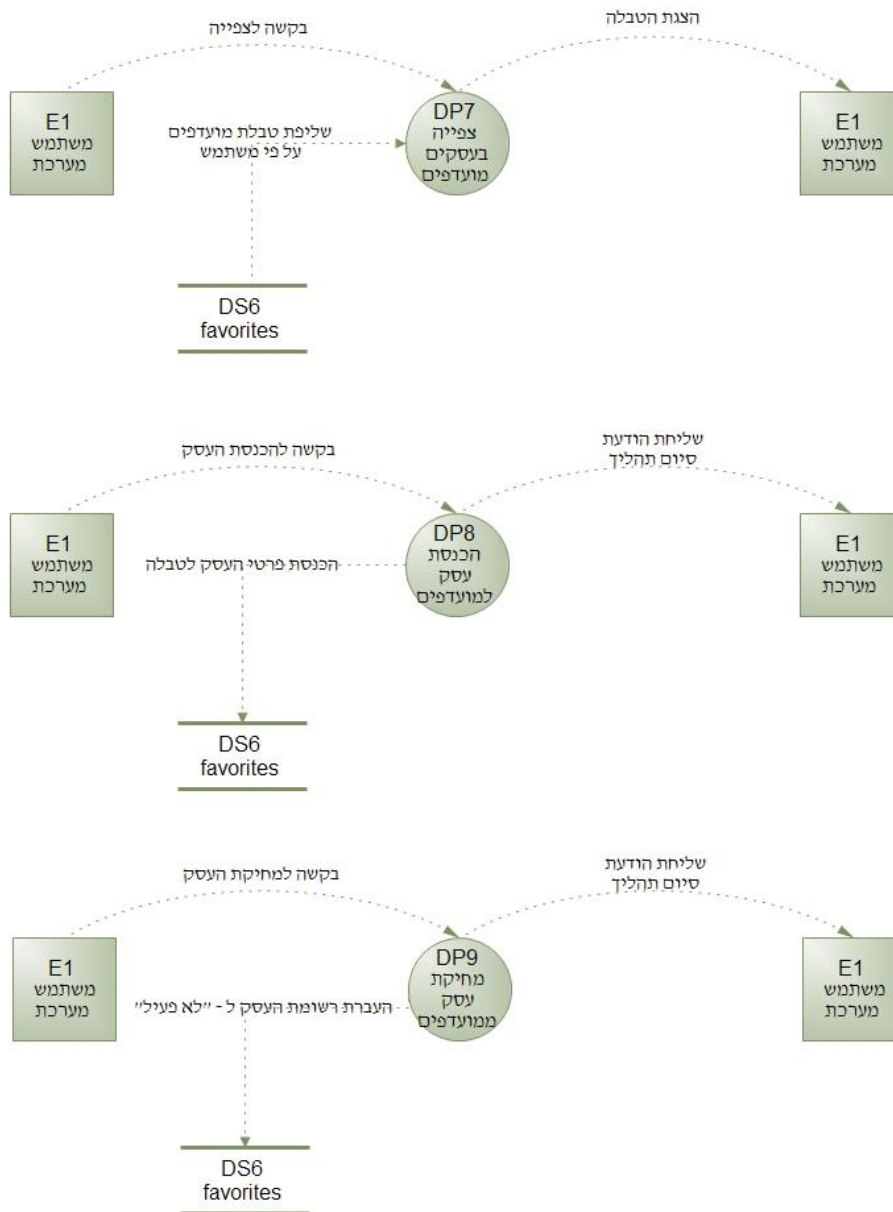 בקשה לצפייה
הצגת הטבלה
E1
משתמש
מערכת
שליפת טבלת מועדפים
על פי משתמש
DP7
צפייה
בעסקים
מועדפים
E1
משתמש
מערכת
DS6
favorites
בקשה להכנסת העסק
שליחת הודעת
סיום תהליך
E1
משתמש
מערכת
הכנסת פרטי העסק לטבלה
DP8
הכנסת
עסק
למועדפים
E1
משתמש
מערכת
DS6
favorites
בקשה למחיקת העסק
שליחת הודעת
סיום תהליך
E1
משתמש
מערכת
העברת רשומת העסק ל - "לא פעיל"
DP9
מחיקת
עסק
ממועדפים
E1
משתמש
מערכת
DS6
favorites